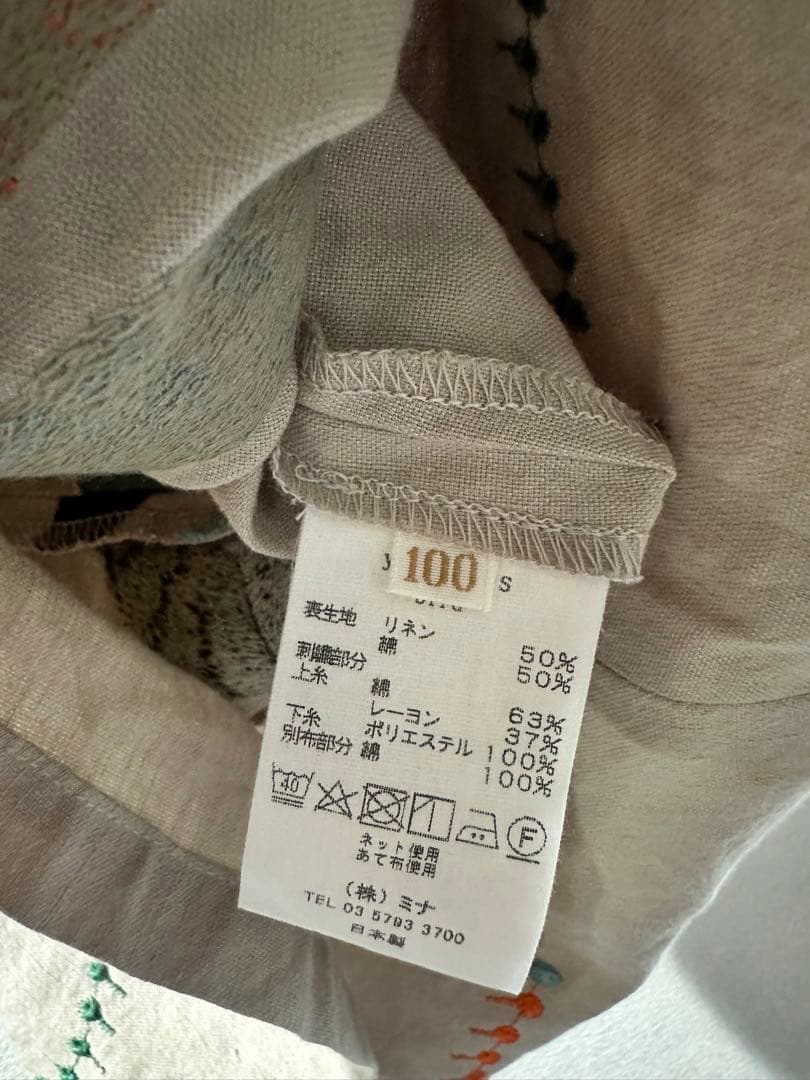 100
S
表生地 リネン 50%
綿 50%
刺繍部分
上糸 綿 63%
レーヨン 37%
下糸 ポリエステル 100%
別布部分 綿 100%
40
F
ネット使用
あて布使用
(株)ミナ
TEL 03 5793 3700
日本製